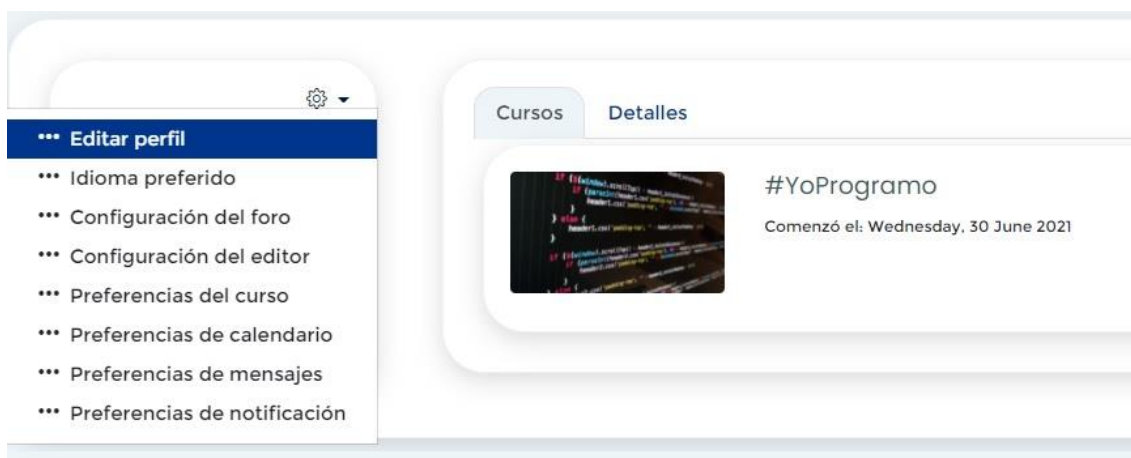 Editar perfil
Idioma preferido
Configuración del foro
Configuración del editor
Preferencias del curso
Preferencias de calendario
Preferencias de mensajes
Preferencias de notificación
Cursos
Detalles
#YoProgramo
Comenzó el: Wednesday, 30 June 2021